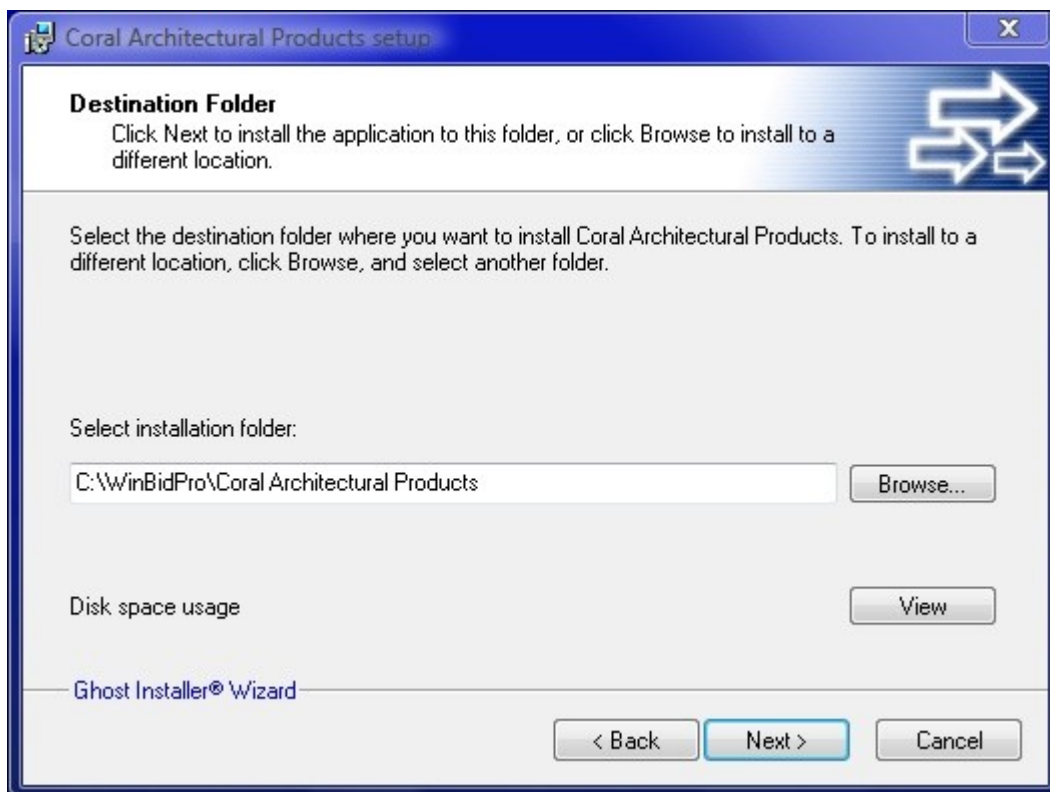 Coral Architectural Products setup
Destination Folder
Click Next to install the application to this folder, or click Browse to install to a
different location.
Select the destination folder where you want to install Coral Architectural Products. To install to a
different location, click Browse, and select another folder.
Select installation folder:
C:\WinBidPro\Coral Architectural Products
Browse...
Disk space usage
View
Ghost Installer® Wizard
< Back
Next >
Cancel